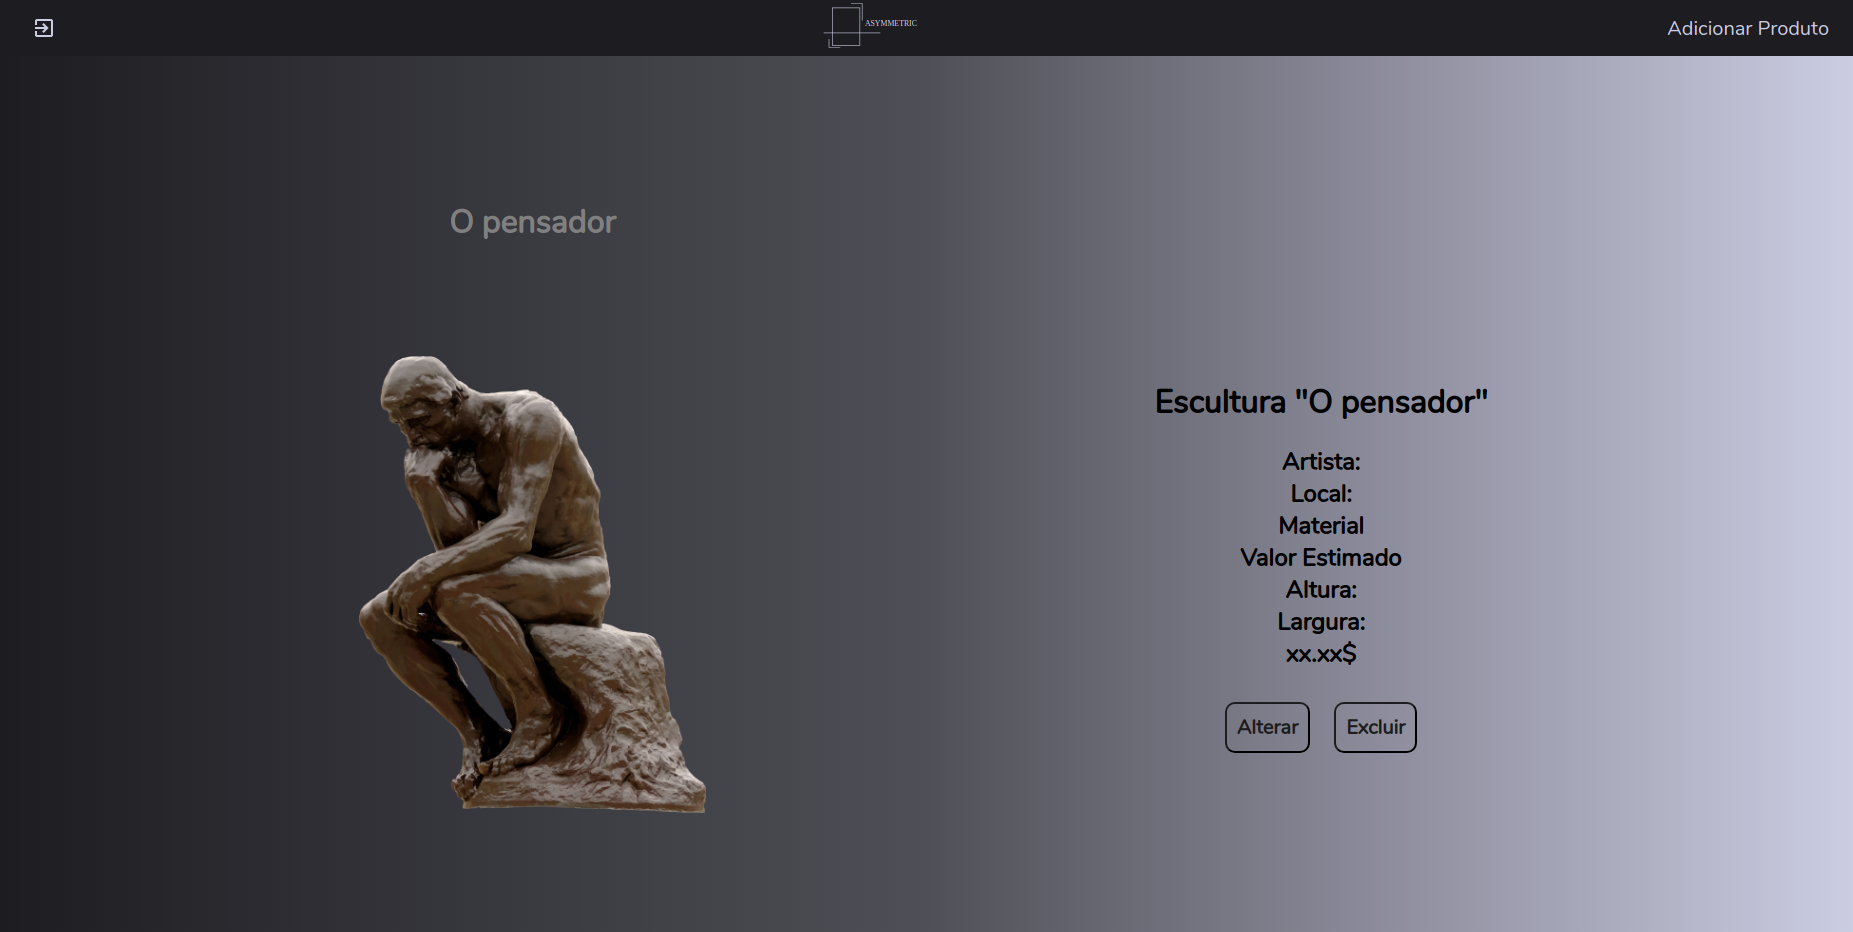 ASYMMETRIC
Adicionar Produto
O pensador
Escultura "O pensador"
Artista:
Local:
Material
Valor Estimado
Altura:
Largura:
xx.xx$
Alterar
Excluir